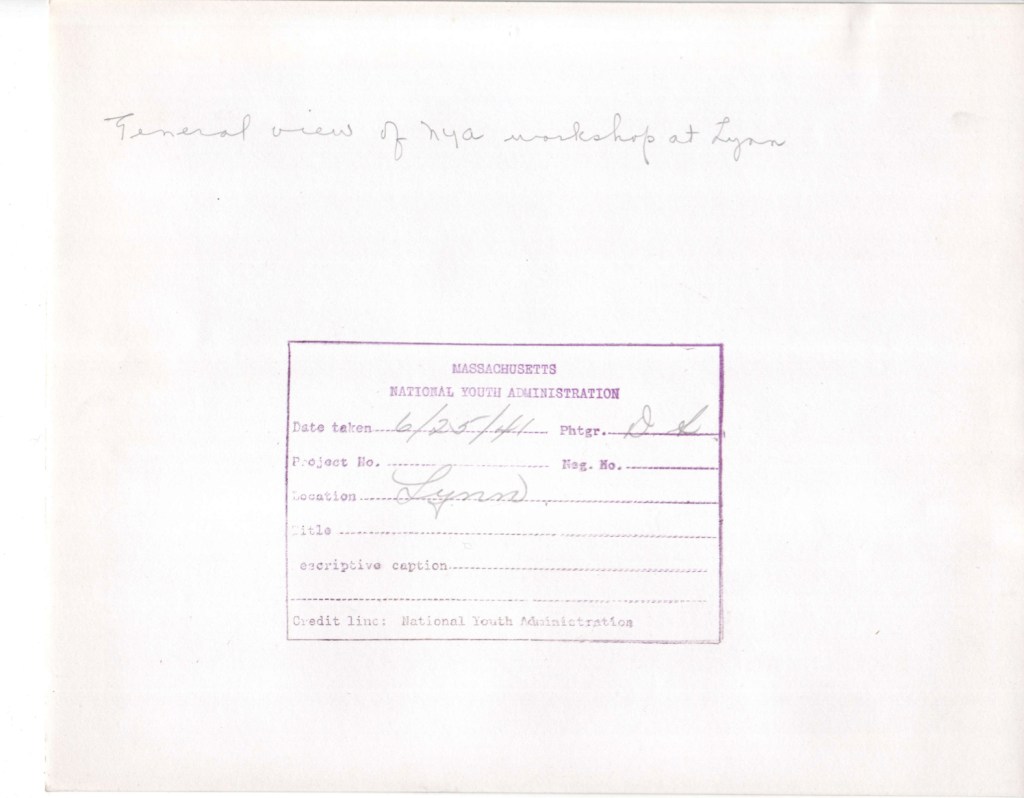 General view of NYA workshop at Lynn
MASSACHUSETTS
NATIONAL YOUTH ADMINISTRATION
Date taken 6/25/41 Phtgr. D
Project No. Neg. No.
Location Lynn
Title
escriptive caption
Credit line: National Youth Administration